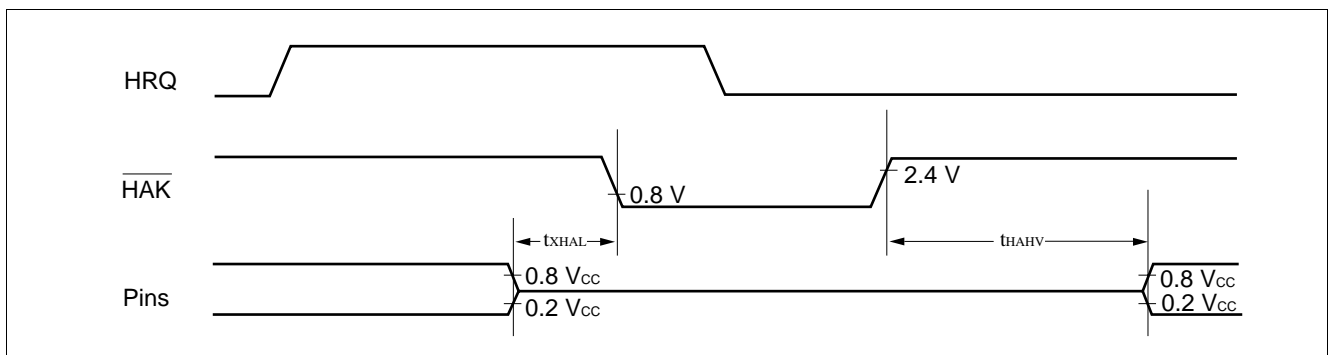 HRQ
HAK
0.8 V
2.4 V
tXHAL
tHAHV
Pins
0.8 VCC
0.2 VCC
0.8 VCC
0.2 VCC